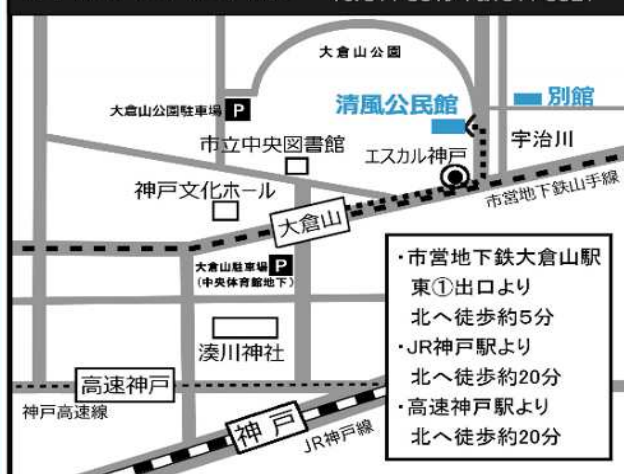 大倉山公園
大倉山公園駐車場 P
清風公民館
別館
市立中央図書館
エスカル神戸
宇治川
神戸文化ホール
市営地下鉄山手線
大倉山
大倉山駐車場 P
(中央体育館地下)
湊川神社
高速神戸
神戸高速線
神戸
JR神戸線
・市営地下鉄大倉山駅
東①出口より
北へ徒歩約5分
・JR神戸駅より
北へ徒歩約20分
・高速神戸駅より
北へ徒歩約20分